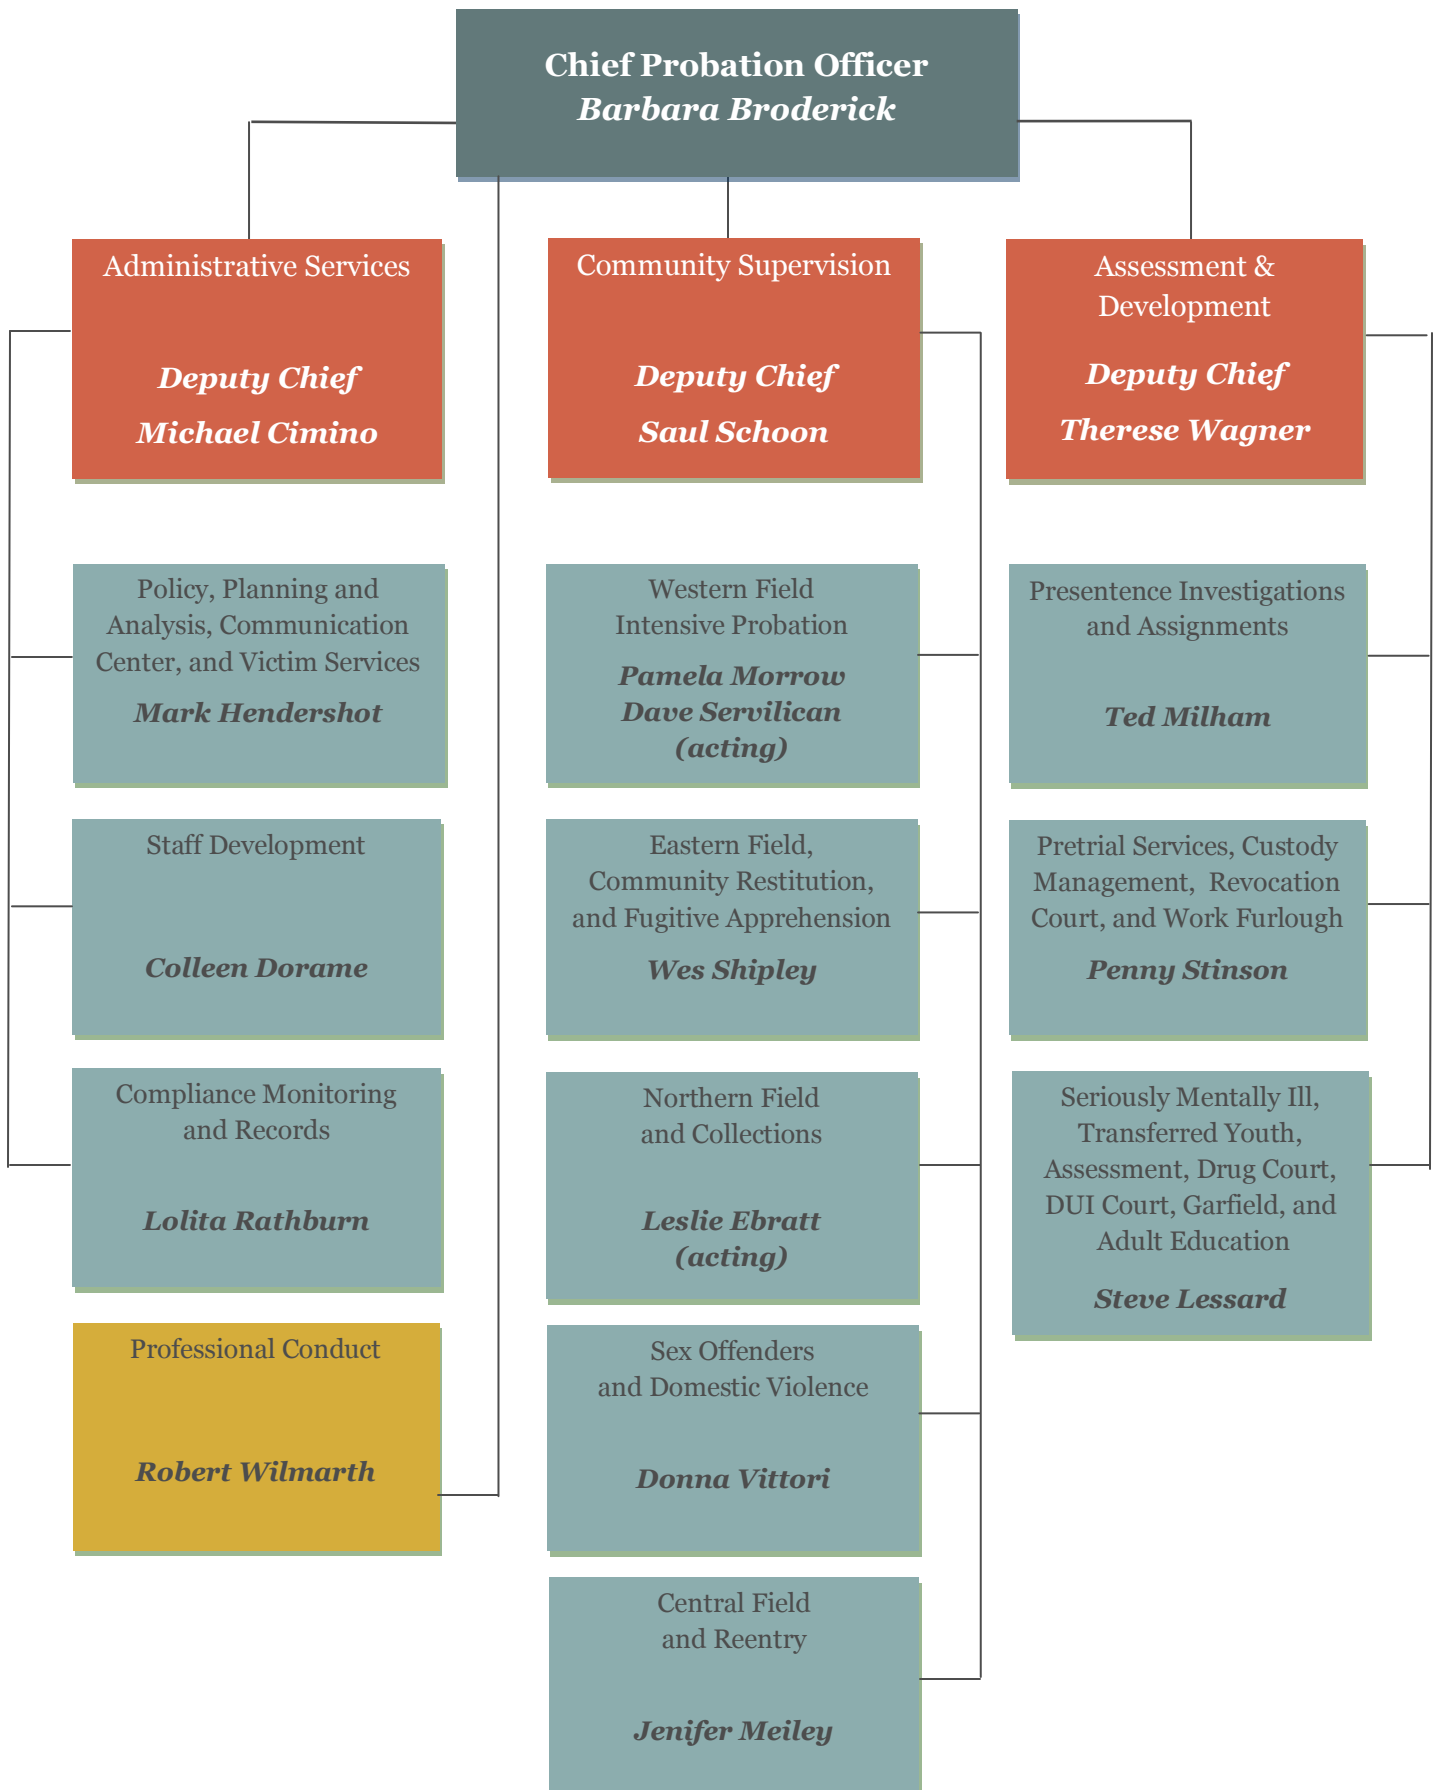 Chief Probation Officer
Barbara Broderick
Administrative Services
Deputy Chief
Michael Cimino
Community Supervision
Deputy Chief
Saul Schoon
Assessment &
Development
Deputy Chief
Therese Wagner
Policy, Planning and
Analysis, Communication
Center, and Victim Services
Mark Hendershot
Staff Development
Colleen Dorame
Compliance Monitoring
and Records
Lolita Rathburn
Professional Conduct
Robert Wilmarth
Western Field
Intensive Probation
Pamela Morrow
Dave Servilican
(acting)
Eastern Field,
Community Restitution,
and Fugitive Apprehension
Wes Shipley
Northern Field
and Collections
Leslie Ebratt
(acting)
Sex Offenders
and Domestic Violence
Donna Vittori
Central Field
and Reentry
Jenifer Meiley
Presentence Investigations
and Assignments
Ted Milham
Pretrial Services, Custody
Management, Revocation
Court, and Work Furlough
Penny Stinson
Seriously Mentally Ill,
Transferred Youth,
Assessment, Drug Court,
DUI Court, Garfield, and
Adult Education
Steve Lessard